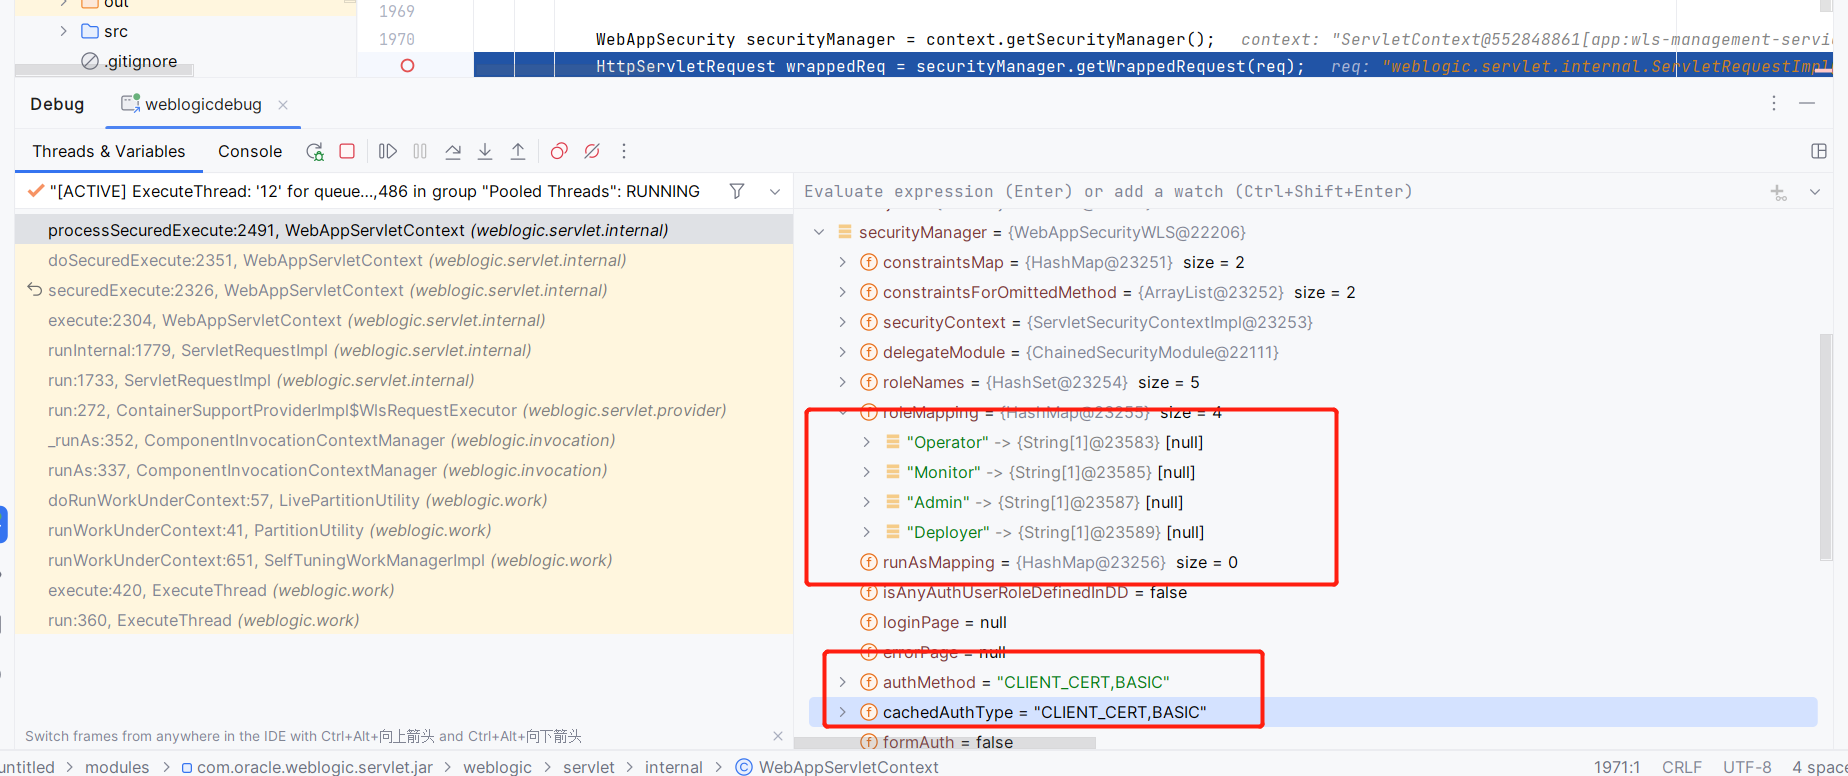 out
src
.gitignore
1969
1970
WebAppSecurity securityManager = context.getSecurityManager(); context: "ServletContext@552848861[app:wls-management-servi
HttpServletRequest wrappedReq = securityManager.getWrappedRequest(req); req: "weblogic.servlet.internal.ServletRequestImpl
Debug weblogicdebug
Threads & Variables Console
"[ACTIVE] ExecuteThread: '12' for queue...,486 in group "Pooled Threads": RUNNING
processSecuredExecute:2491, WebAppServletContext (weblogic.servlet.internal)
doSecuredExecute:2351, WebAppServletContext (weblogic.servlet.internal)
securedExecute:2326, WebAppServletContext (weblogic.servlet.internal)
execute:2304, WebAppServletContext (weblogic.servlet.internal)
runInternal:1779, ServletRequestImpl (weblogic.servlet.internal)
run:1733, ServletRequestImpl (weblogic.servlet.internal)
run:272, ContainerSupportProviderImpl$WlsRequestExecutor (weblogic.servlet.provider)
_runAs:352, ComponentInvocationContextManager (weblogic.invocation)
runAs:337, ComponentInvocationContextManager (weblogic.invocation)
doRunWorkUnderContext:57, LivePartitionUtility (weblogic.work)
runWorkUnderContext:41, PartitionUtility (weblogic.work)
runWorkUnderContext:651, SelfTuningWorkManagerImpl (weblogic.work)
execute:420, ExecuteThread (weblogic.work)
run:360, ExecuteThread (weblogic.work)
Switch frames from anywhere in the IDE with Ctrl+Alt+向上箭头 and Ctrl+Alt+向下箭头
Evaluate expression (Enter) or add a watch (Ctrl+Shift+Enter)
securityManager = {WebAppSecurityWLS@22206}
constraintsMap = {HashMap@23251} size = 2
constraintsForOmittedMethod = {ArrayList@23252} size = 2
securityContext = {ServletSecurityContextImpl@23253}
delegateModule = {ChainedSecurityModule@22111}
roleNames = {HashSet@23254} size = 5
roleMapping = {HashMap@23255} size = 4
"Operator" -> {String[1]@23583} [null]
"Monitor" -> {String[1]@23585} [null]
"Admin" -> {String[1]@23587} [null]
"Deployer" -> {String[1]@23589} [null]
runAsMapping = {HashMap@23256} size = 0
isAnyAuthUserRoleDefinedInDD = false
loginPage = null
errorPage = null
authMethod = "CLIENT_CERT,BASIC"
cachedAuthType = "CLIENT_CERT,BASIC"
formAuth = false
untitled modules com.oracle.weblogic.servlet.jar weblogic servlet internal WebAppServletContext
1971:1 CRLF UTF-8 4 space